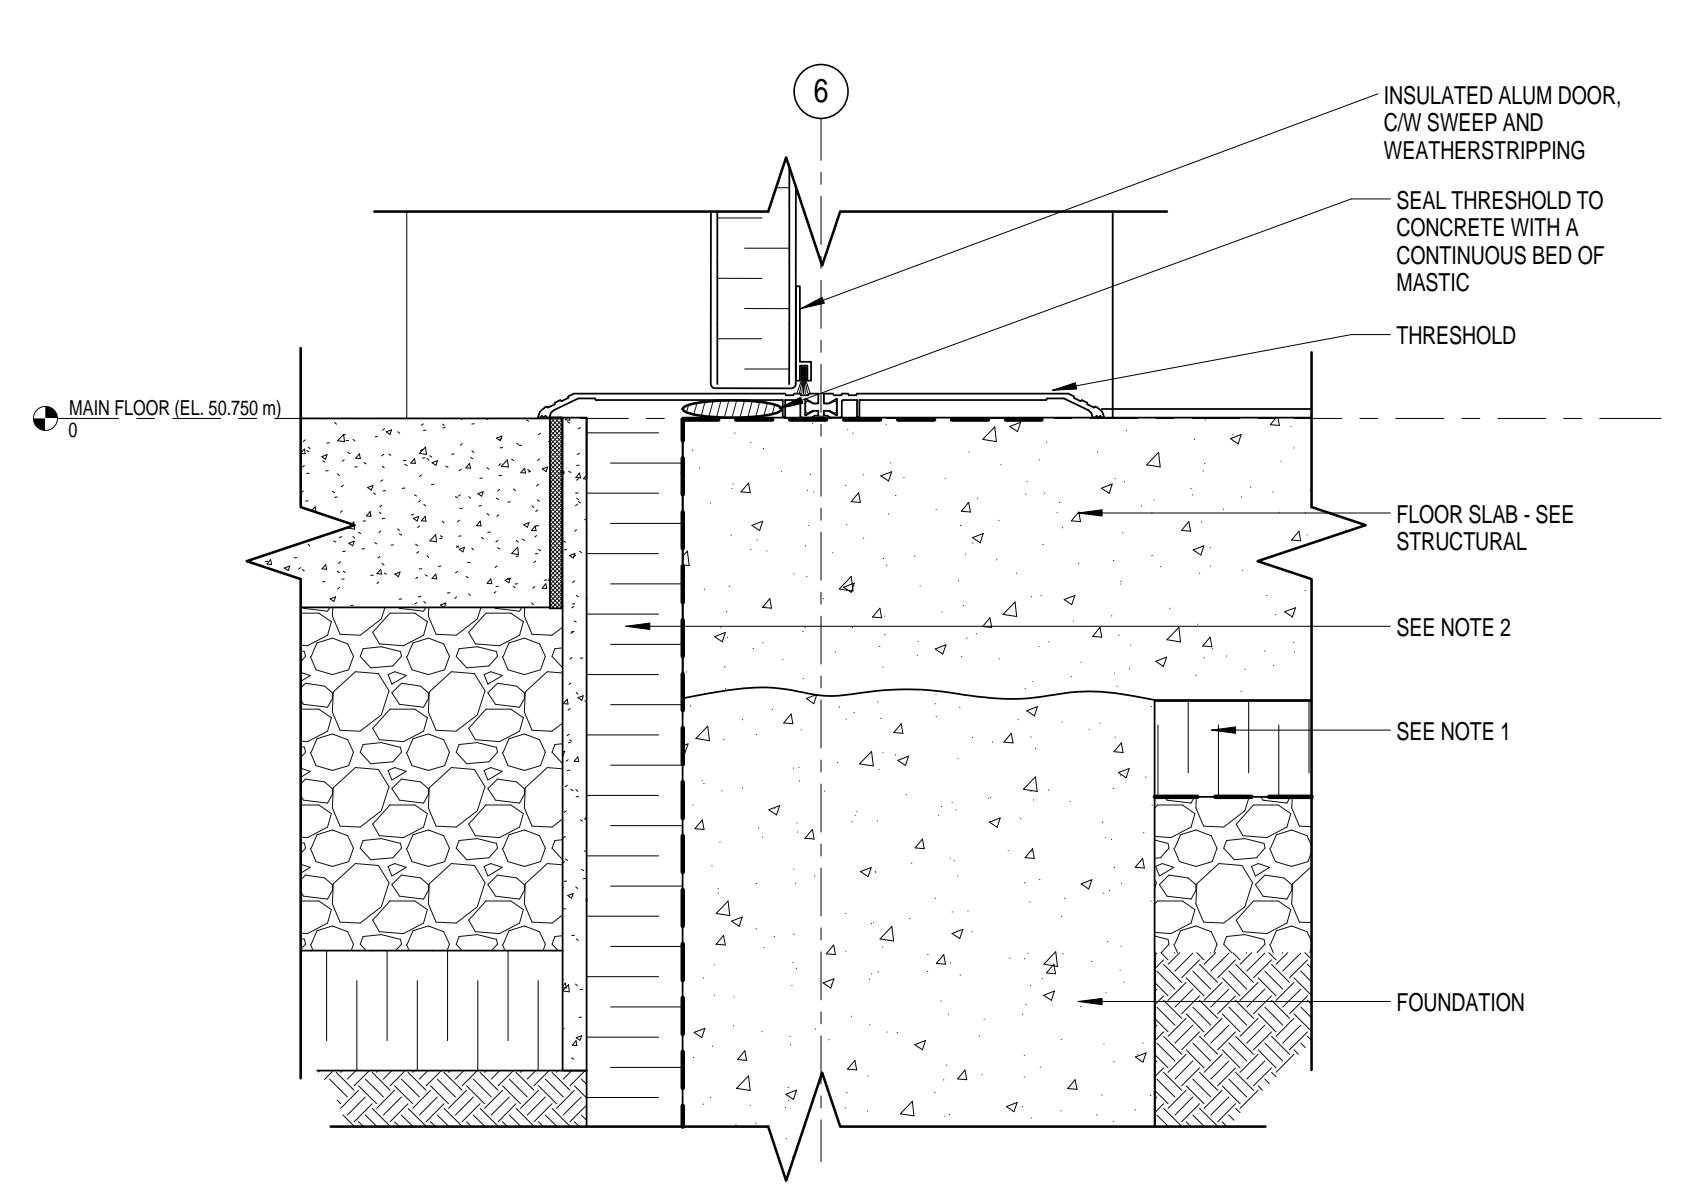 6
INSULATED ALUM DOOR,
C/W SWEEP AND
WEATHERSTRIPPING
SEAL THRESHOLD TO
CONCRETE WITH A
CONTINUOUS BED OF
MASTIC
THRESHOLD
MAIN FLOOR (EL. 50.750 m)
0
FLOOR SLAB - SEE
STRUCTURAL
SEE NOTE 2
SEE NOTE 1
FOUNDATION